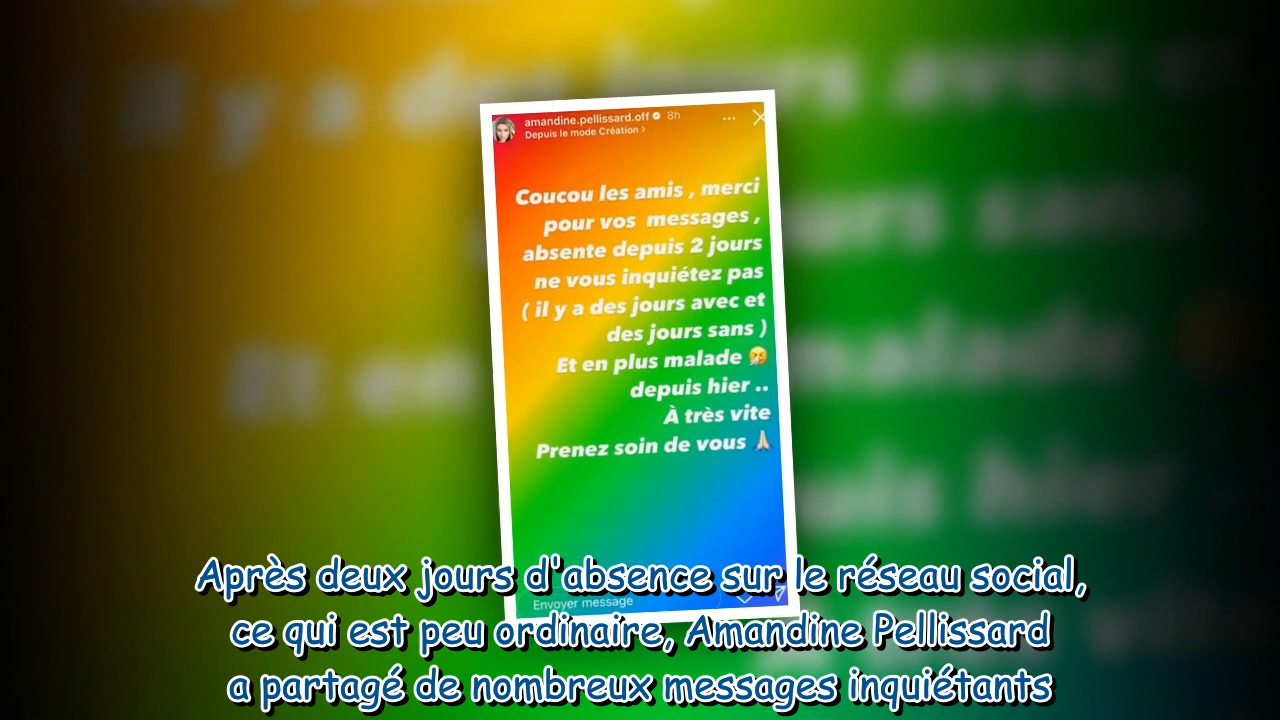 amandine.pellissard.off 8h
Depuis le mode Création >
Coucou les amis , merci
pour vos messages ,
absente depuis 2 jours
ne vous inquiétez pas
( il y a des jours avec et
des jours sans )
Et en plus malade 🤧
depuis hier ..
À très vite
Prenez soin de vous 🙏🏻
Envoyer message
Après deux jours d'absence sur le réseau social,
ce qui est peu ordinaire, Amandine Pellissard
a partagé de nombreux messages inquiétants